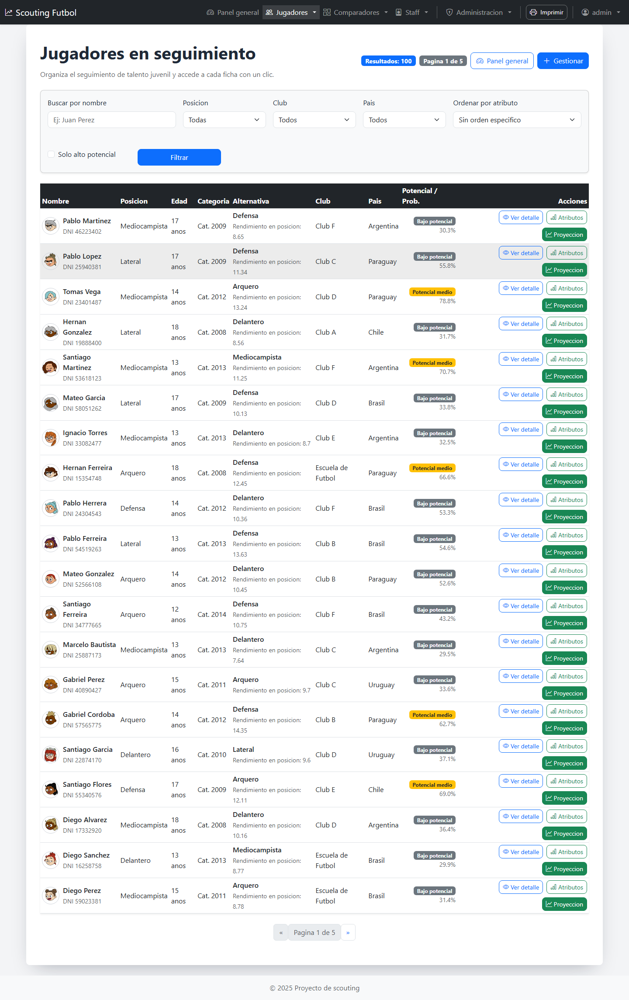 Scouting Futbol
Panel general
Jugadores
Comparadores
Staff
Administracion
Imprimir
admin
Jugadores en seguimiento
Resultados: 100
Pagina 1 de 5
Panel general
Gestionar
Organiza el seguimiento de talento juvenil y accede a cada ficha con un clic.
Buscar por nombre
Posicion
Club
Pais
Ordenar por atributo
Ej: Juan Perez
Todas
Todos
Todos
Sin orden especifico
Solo alto potencial
Filtrar
Nombre Posicion Edad Categoria Alternativa Club Pais Potencial / Prob. Acciones
Pablo Martinez DNI 46223402 Mediocampista 17 anos Cat. 2009 Defensa Rendimiento en posicion: 8.65 Club F Argentina Bajo potencial 30.3% Ver detalle Atributos Proyeccion
Pablo Lopez DNI 25940381 Lateral 17 anos Cat. 2009 Defensa Rendimiento en posicion: 11.34 Club C Paraguay Bajo potencial 55.8% Ver detalle Atributos Proyeccion
Tomas Vega DNI 23401487 Mediocampista 14 anos Cat. 2012 Arquero Rendimiento en posicion: 13.24 Club D Paraguay Potencial medio 78.8% Ver detalle Atributos Proyeccion
Hernan Gonzalez DNI 19888400 Lateral 18 anos Cat. 2008 Delantero Rendimiento en posicion: 8.56 Club A Chile Bajo potencial 31.7% Ver detalle Atributos Proyeccion
Santiago Martinez DNI 53618123 Mediocampista 13 anos Cat. 2013 Mediocampista Rendimiento en posicion: 11.25 Club F Argentina Potencial medio 70.7% Ver detalle Atributos Proyeccion
Mateo Garcia DNI 58051262 Lateral 17 anos Cat. 2009 Defensa Rendimiento en posicion: 10.13 Club D Brasil Bajo potencial 33.8% Ver detalle Atributos Proyeccion
Ignacio Torres DNI 33082477 Mediocampista 13 anos Cat. 2013 Delantero Rendimiento en posicion: 8.7 Club E Argentina Bajo potencial 32.5% Ver detalle Atributos Proyeccion
Hernan Ferreira DNI 15354748 Arquero 18 anos Cat. 2008 Defensa Rendimiento en posicion: 12.45 Escuela de Futbol Paraguay Potencial medio 66.6% Ver detalle Atributos Proyeccion
Pablo Herrera DNI 24304543 Defensa 14 anos Cat. 2012 Delantero Rendimiento en posicion: 10.36 Club F Brasil Bajo potencial 53.3% Ver detalle Atributos Proyeccion
Pablo Ferreira DNI 54519263 Lateral 13 anos Cat. 2013 Defensa Rendimiento en posicion: 13.63 Club B Brasil Bajo potencial 54.6% Ver detalle Atributos Proyeccion
Mateo Gonzalez DNI 52566108 Arquero 14 anos Cat. 2012 Delantero Rendimiento en posicion: 10.45 Club B Paraguay Bajo potencial 52.6% Ver detalle Atributos Proyeccion
Santiago Ferreira DNI 34777665 Arquero 12 anos Cat. 2014 Defensa Rendimiento en posicion: 10.75 Club F Brasil Bajo potencial 43.2% Ver detalle Atributos Proyeccion
Marcelo Bautista DNI 25887173 Mediocampista 13 anos Cat. 2013 Delantero Rendimiento en posicion: 7.64 Club C Argentina Bajo potencial 29.5% Ver detalle Atributos Proyeccion
Gabriel Perez DNI 40890427 Arquero 15 anos Cat. 2011 Arquero Rendimiento en posicion: 9.7 Club C Uruguay Bajo potencial 33.6% Ver detalle Atributos Proyeccion
Gabriel Cordoba DNI 57565775 Arquero 14 anos Cat. 2012 Defensa Rendimiento en posicion: 14.35 Club B Paraguay Potencial medio 62.7% Ver detalle Atributos Proyeccion
Santiago Garcia DNI 22874170 Delantero 16 anos Cat. 2010 Lateral Rendimiento en posicion: 9.6 Club D Uruguay Bajo potencial 37.1% Ver detalle Atributos Proyeccion
Santiago Flores DNI 55340576 Defensa 17 anos Cat. 2009 Arquero Rendimiento en posicion: 12.11 Club E Chile Potencial medio 69.0% Ver detalle Atributos Proyeccion
Diego Alvarez DNI 17332920 Mediocampista 18 anos Cat. 2008 Delantero Rendimiento en posicion: 10.16 Club D Argentina Bajo potencial 36.4% Ver detalle Atributos Proyeccion
Diego Sanchez DNI 16258758 Delantero 13 anos Cat. 2013 Mediocampista Rendimiento en posicion: 8.77 Escuela de Futbol Brasil Bajo potencial 29.9% Ver detalle Atributos Proyeccion
Diego Perez DNI 59023381 Mediocampista 15 anos Cat. 2011 Arquero Rendimiento en posicion: 8.78 Escuela de Futbol Brasil Bajo potencial 31.4% Ver detalle Atributos Proyeccion
« Pagina 1 de 5 »
© 2025 Proyecto de scouting